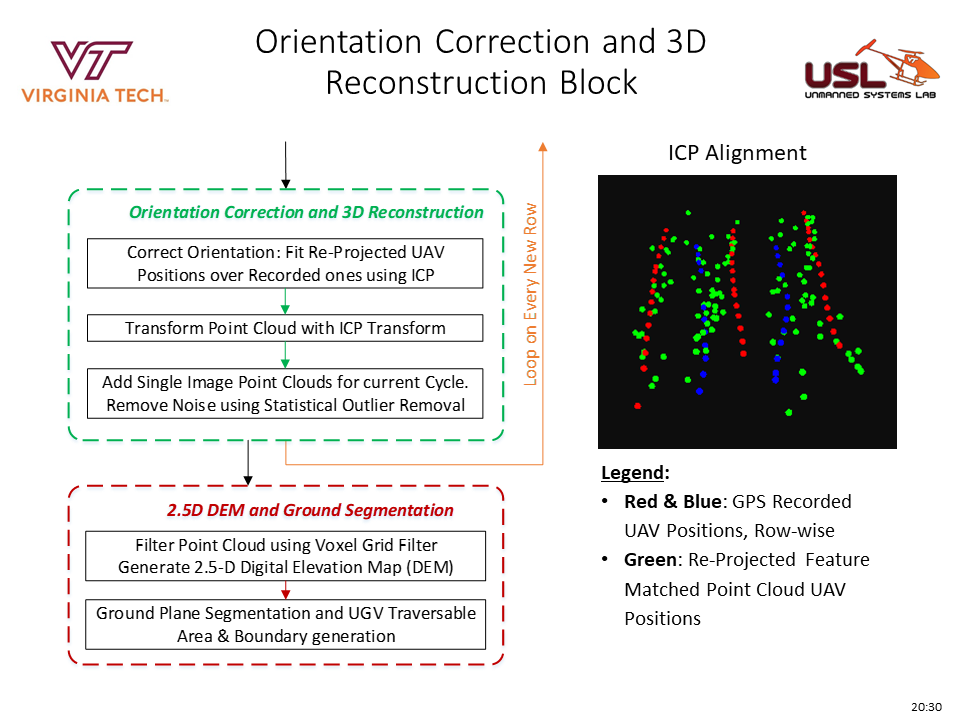 Orientation Correction and 3D
Reconstruction Block
VT
VIRGINIA TECH™
USL
UNMANNED SYSTEMS LAB
Orientation Correction and 3D Reconstruction
Correct Orientation: Fit Re-Projected UAV
Positions over Recorded ones using ICP
Transform Point Cloud with ICP Transform
Add Single Image Point Clouds for current Cycle.
Remove Noise using Statistical Outlier Removal
Loop on Every New Row
2.5D DEM and Ground Segmentation
Filter Point Cloud using Voxel Grid Filter
Generate 2.5-D Digital Elevation Map (DEM)
Ground Plane Segmentation and UGV Traversable
Area & Boundary generation
ICP Alignment
Legend:
• Red & Blue: GPS Recorded
UAV Positions, Row-wise
• Green: Re-Projected Feature
Matched Point Cloud UAV
Positions
20:30